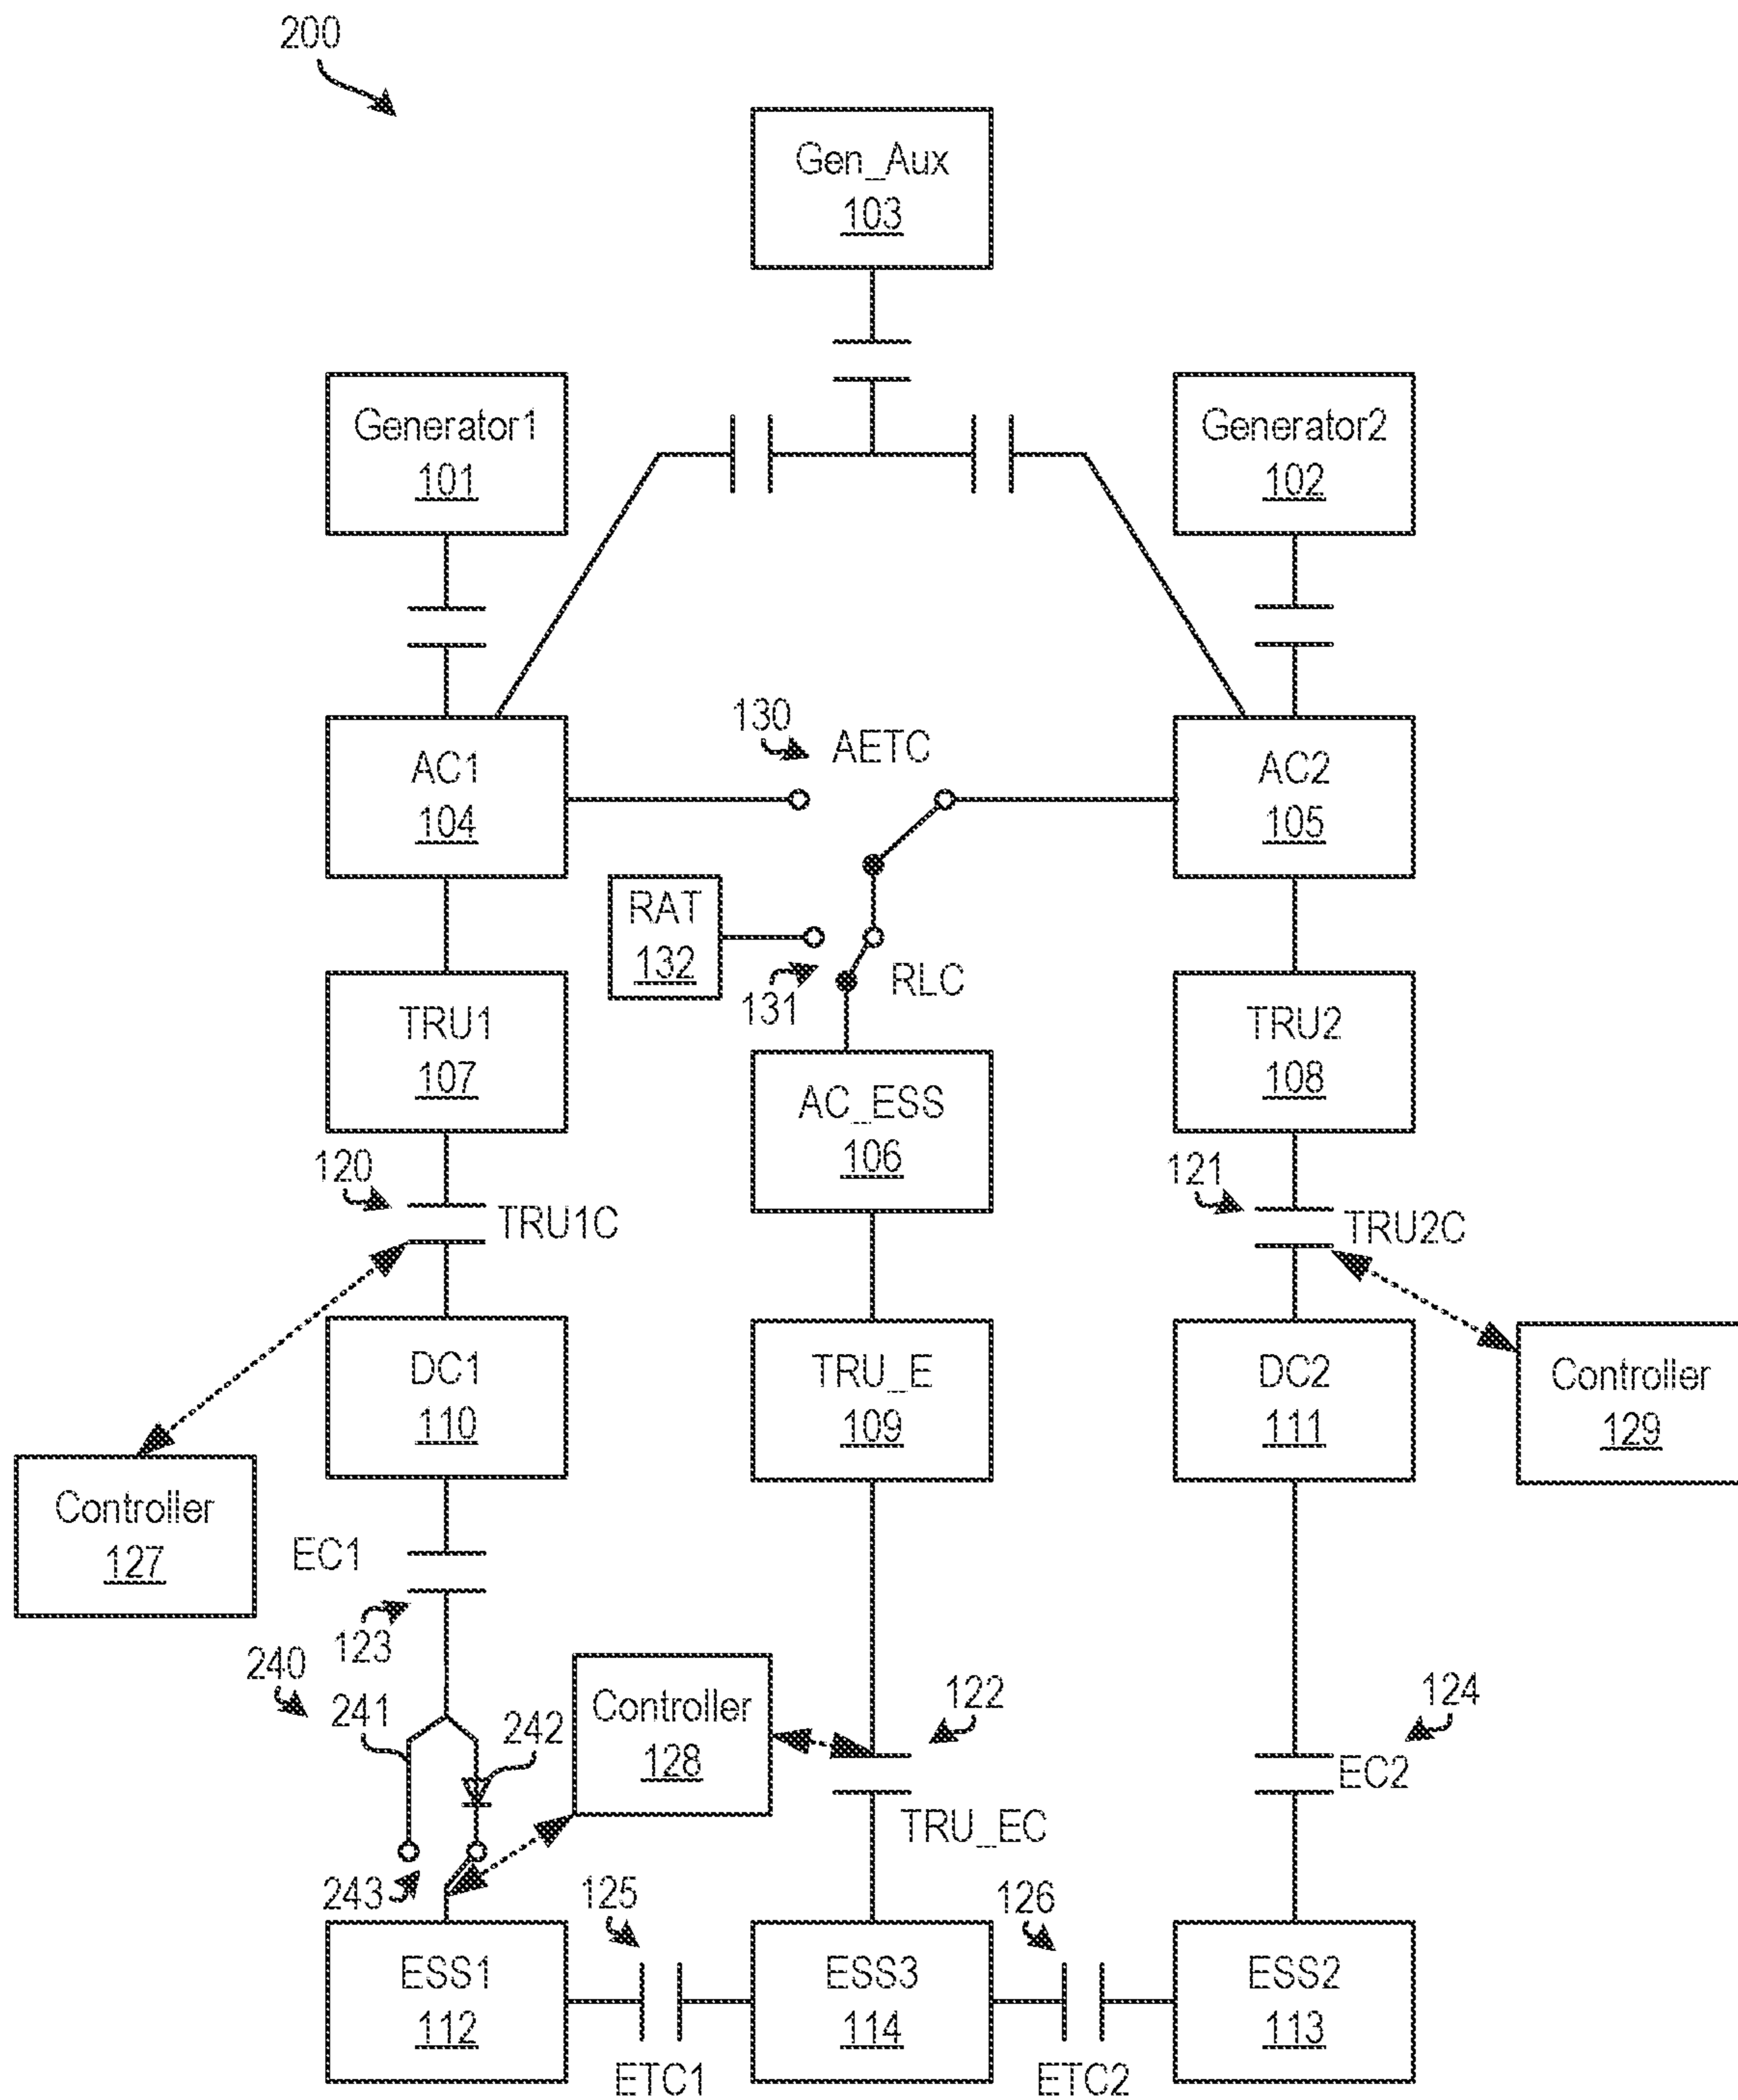 200
Gen_Aux
103
Generator1
101
Generator2
102
130
AETC
AC1
104
AC2
105
RAT
132
131
RLC
TRU1
107
TRU2
108
AC_ESS
106
120
TRU1C
121
TRU2C
DC1
110
TRU_E
109
DC2
111
Controller
129
Controller
127
EC1
123
240
241
242
Controller
128
122
124
EC2
TRU_EC
243
125
126
ESS1
112
ESS3
114
ESS2
113
ETC1
ETC2